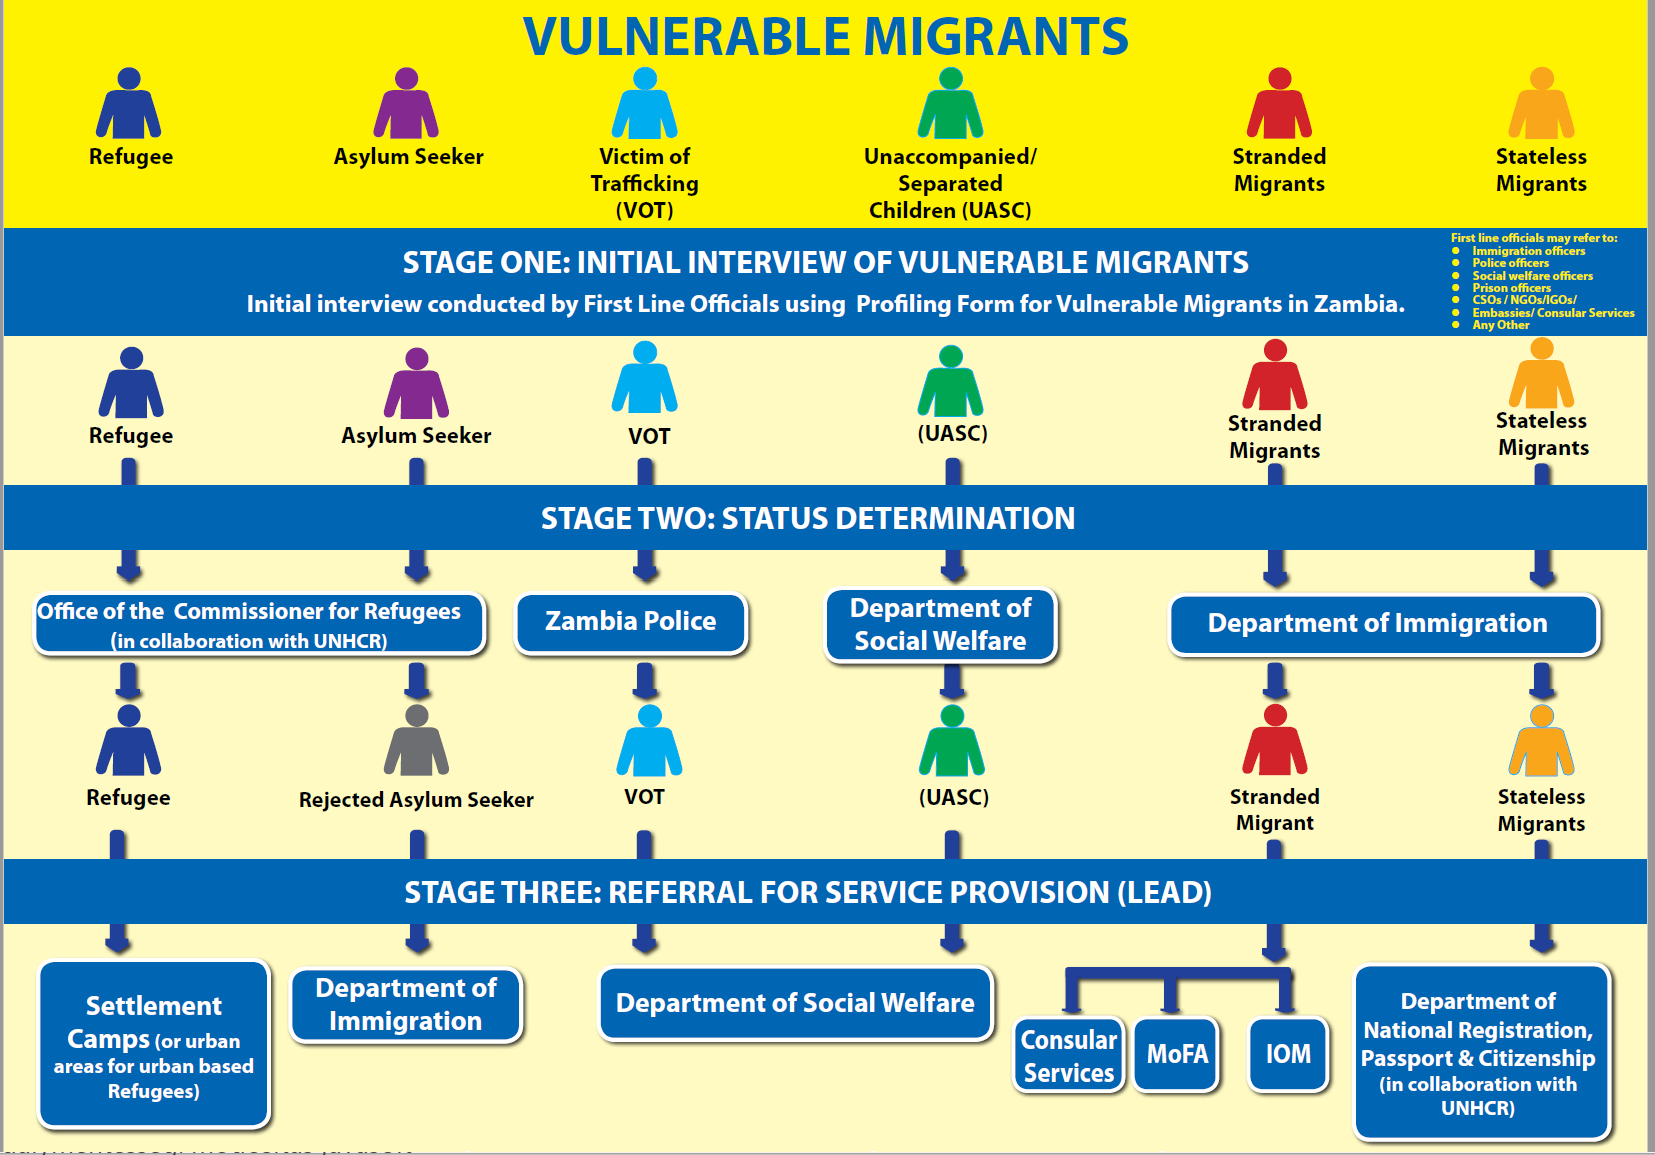 VULNERABLE MIGRANTS
Refugee
Asylum Seeker
Victim of
Trafficking
(VOT)
Unaccompanied/
Separated
Children (UASC)
Stranded
Migrants
Stateless
Migrants
STAGE ONE: INITIAL INTERVIEW OF VULNERABLE MIGRANTS
Initial interview conducted by First Line Officials using Profiling Form for Vulnerable Migrants in Zambia.
First line officials may refer to:
● Immigration officers
● Police officers
● Social welfare officers
● Prison officers
● CSOs / NGOs/IGOs/
● Embassies/ Consular Services
● Any Other
Refugee
Asylum Seeker
VOT
(UASC)
Stranded
Migrants
Stateless
Migrants
STAGE TWO: STATUS DETERMINATION
Office of the Commissioner for Refugees
(in collaboration with UNHCR)
Zambia Police
Department of
Social Welfare
Department of Immigration
Refugee
Rejected Asylum Seeker
VOT
(UASC)
Stranded
Migrant
Stateless
Migrants
STAGE THREE: REFERRAL FOR SERVICE PROVISION (LEAD)
Settlement
Camps (or urban
areas for urban based
Refugees)
Department of
Immigration
Department of Social Welfare
Consular
Services
MoFA
IOM
Department of
National Registration,
Passport & Citizenship
(in collaboration with
UNHCR)